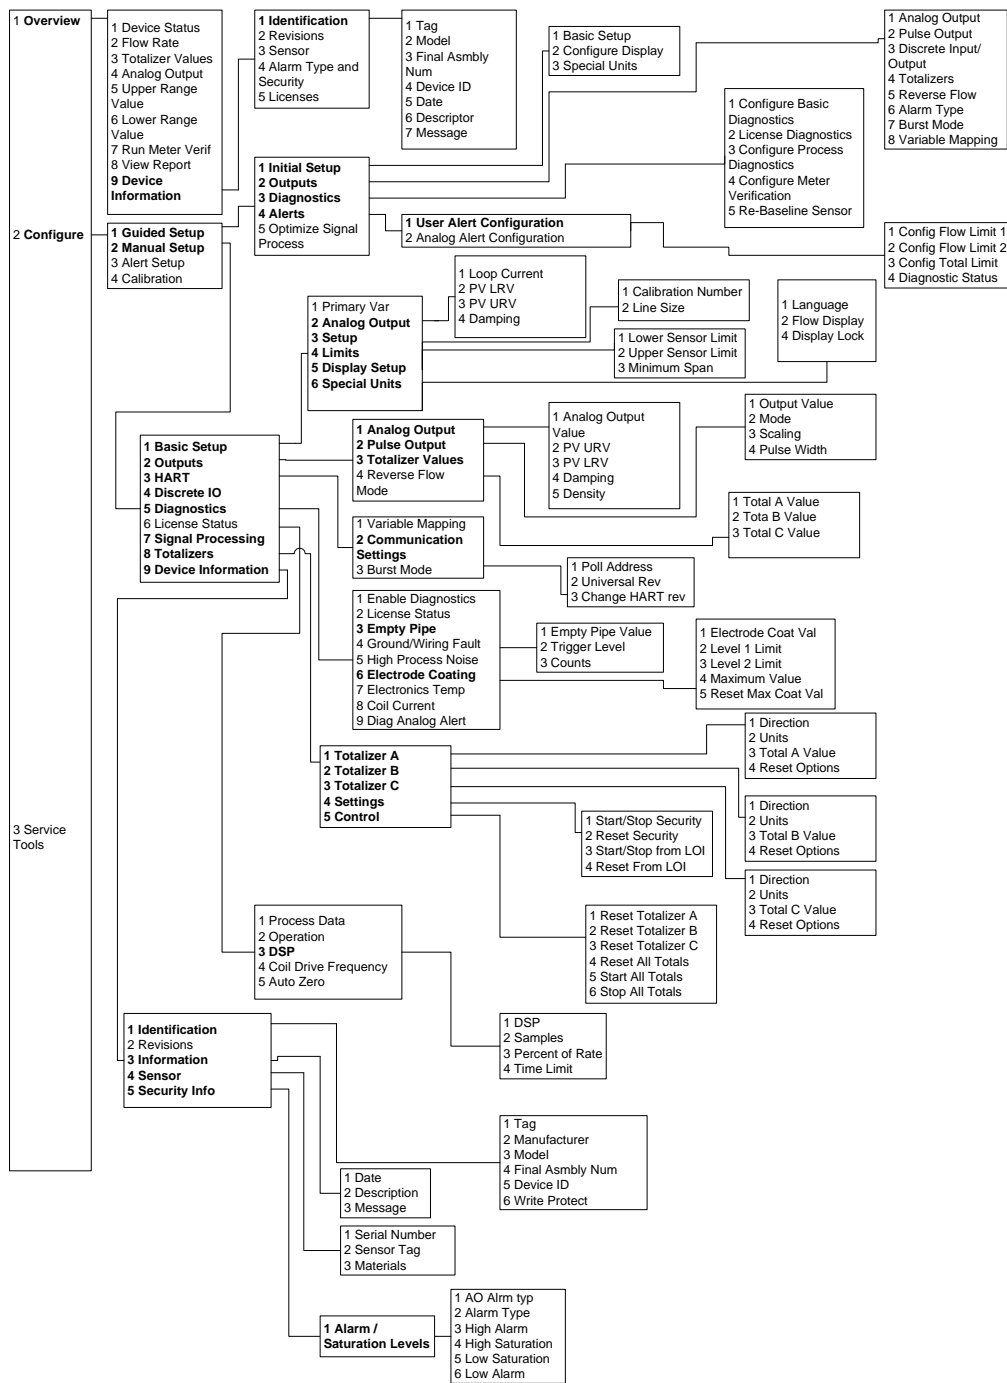 1 Overview
1 Device Status
2 Flow Rate
3 Totalizer Values
4 Analog Output
5 Upper Range
Value
6 Lower Range
Value
7 Run Meter Verif
8 View Report
9 Device
Information
1 Identification
2 Revisions
3 Sensor
4 Alarm Type and
Security
5 Licenses
1 Tag
2 Model
3 Final Asmbly
Num
4 Device ID
5 Date
6 Descriptor
7 Message
1 Basic Setup
2 Configure Display
3 Special Units
1 Analog Output
2 Pulse Output
3 Discrete Input/
Output
4 Totalizers
5 Reverse Flow
6 Alarm Type
7 Burst Mode
8 Variable Mapping
1 Configure Basic
Diagnostics
2 License Diagnostics
3 Configure Process
Diagnostics
4 Configure Meter
Verification
5 Re-Baseline Sensor
1 Initial Setup
2 Outputs
3 Diagnostics
4 Alerts
5 Optimize Signal
Process
2 Configure
1 Guided Setup
2 Manual Setup
3 Alert Setup
4 Calibration
1 User Alert Configuration
2 Analog Alert Configuration
1 Config Flow Limit 1
2 Config Flow Limit 2
3 Config Total Limit
4 Diagnostic Status
1 Primary Var
2 Analog Output
3 Setup
4 Limits
5 Display Setup
6 Special Units
1 Loop Current
2 PV LRV
3 PV URV
4 Damping
1 Calibration Number
2 Line Size
1 Lower Sensor Limit
2 Upper Sensor Limit
3 Minimum Span
1 Language
2 Flow Display
4 Display Lock
1 Basic Setup
2 Outputs
3 HART
4 Discrete IO
5 Diagnostics
6 License Status
7 Signal Processing
8 Totalizers
9 Device Information
1 Analog Output
2 Pulse Output
3 Totalizer Values
4 Reverse Flow
Mode
1 Analog Output
Value
2 PV URV
3 PV LRV
4 Damping
5 Density
1 Output Value
2 Mode
3 Scaling
4 Pulse Width
1 Total A Value
2 Tota B Value
3 Total C Value
1 Variable Mapping
2 Communication
Settings
3 Burst Mode
1 Poll Address
2 Universal Rev
3 Change HART rev
1 Enable Diagnostics
2 License Status
3 Empty Pipe
4 Ground/Wiring Fault
5 High Process Noise
6 Electrode Coating
7 Electronics Temp
8 Coil Current
9 Diag Analog Alert
1 Empty Pipe Value
2 Trigger Level
3 Counts
1 Electrode Coat Val
2 Level 1 Limit
3 Level 2 Limit
4 Maximum Value
5 Reset Max Coat Val
1 Totalizer A
2 Totalizer B
3 Totalizer C
4 Settings
5 Control
1 Direction
2 Units
3 Total A Value
4 Reset Options
1 Direction
2 Units
3 Total B Value
4 Reset Options
1 Direction
2 Units
3 Total C Value
4 Reset Options
3 Service
Tools
1 Start/Stop Security
2 Reset Security
3 Start/Stop from LOI
4 Reset From LOI
1 Reset Totalizer A
2 Reset Totalizer B
3 Reset Totalizer C
4 Reset All Totals
5 Start All Totals
6 Stop All Totals
1 Process Data
2 Operation
3 DSP
4 Coil Drive Frequency
5 Auto Zero
1 DSP
2 Samples
3 Percent of Rate
4 Time Limit
1 Identification
2 Revisions
3 Information
4 Sensor
5 Security Info
1 Tag
2 Manufacturer
3 Model
4 Final Asmbly Num
5 Device ID
6 Write Protect
1 Date
2 Description
3 Message
1 Serial Number
2 Sensor Tag
3 Materials
1 Alarm /
Saturation Levels
1 AO Alrm typ
2 Alarm Type
3 High Alarm
4 High Saturation
5 Low Saturation
6 Low Alarm